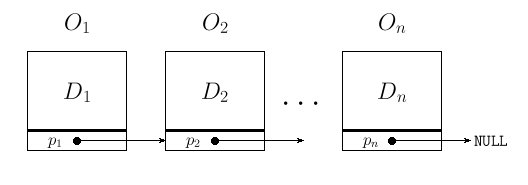 O₁ O₂ Oₙ
D₁ D₂ ... Dₙ
p₁ p₂ pₙ NULL